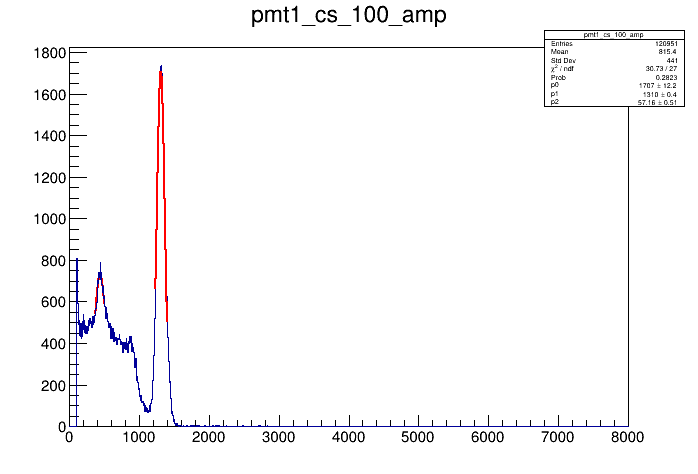 pmt1_cs_100_amp
pmt1_cs_100_amp
Entries 120951
Mean 815.4
Std Dev 441
χ² / ndf 30.73 / 27
Prob 0.2823
p0 1707 ± 12.2
p1 1310 ± 0.4
p2 57.16 ± 0.51
1800
1600
1400
1200
1000
800
600
400
200
0
0 1000 2000 3000 4000 5000 6000 7000 8000